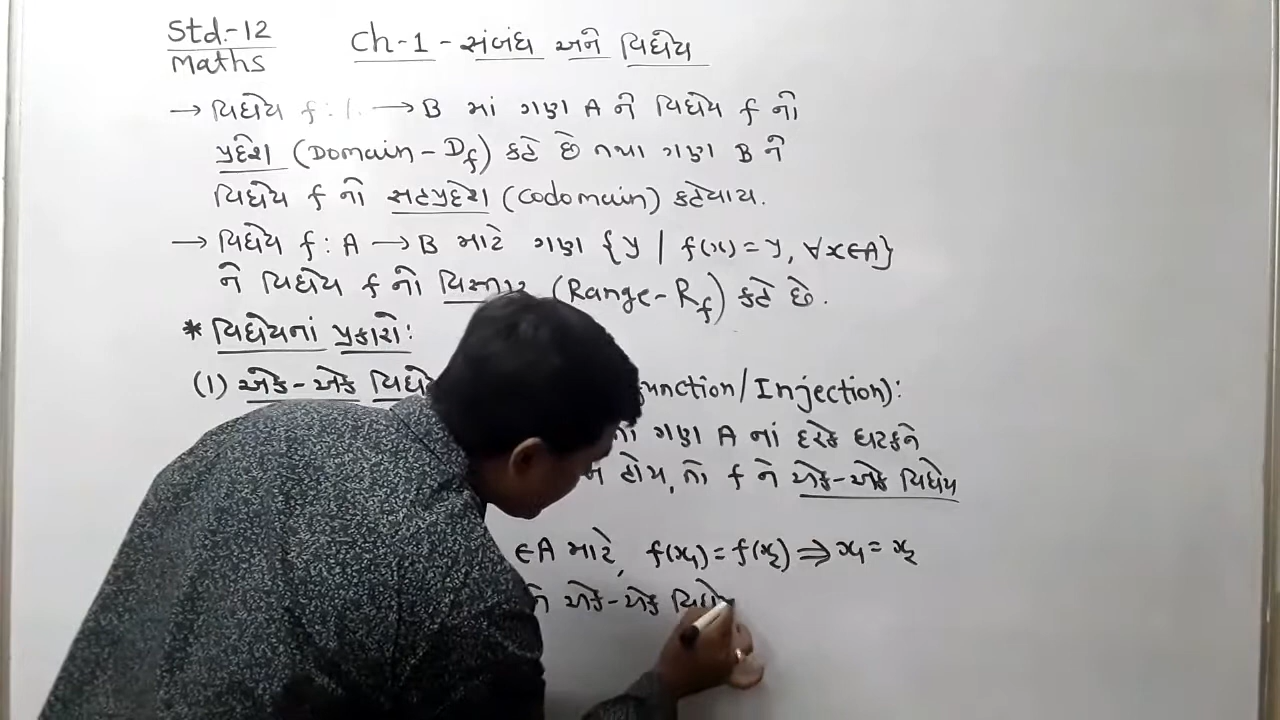 Std:-12
Maths
Ch-1 - સંબંધ અને વિધેય
→ વિધેય f : → B માં ગણ A ને વિધેય f નો
પ્રદેશ (Domain - Df) કહે છે તથા ગણ B ને
વિધેય f નો સહપ્રદેશ (Codomain) કહેવાય.
→ વિધેય f : A → B માટે ગણ {y | f(x) = y, ∀x∈A}
ને વિધેય f નો વિસ્તાર (Range - Rf) કહે છે.
* વિધેયનાં પ્રકારો:
(1) એક-એક function/Injection):
ગણ A નાં દરેક ઘટકને
હોય, તો f ને એક-એક વિધેય
∈A માટે, f(x₁) = f(x₂) ⇒ x₁ = x₂
ને એક-એક